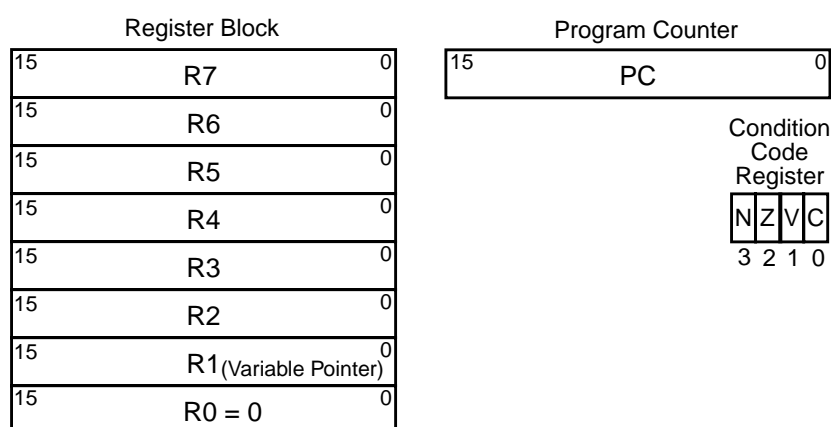 Register Block
15 R7 0
15 R6 0
15 R5 0
15 R4 0
15 R3 0
15 R2 0
15 R1(Variable Pointer) 0
15 R0 = 0 0
Program Counter
15 PC 0
Condition
Code
Register
N Z V C
3 2 1 0